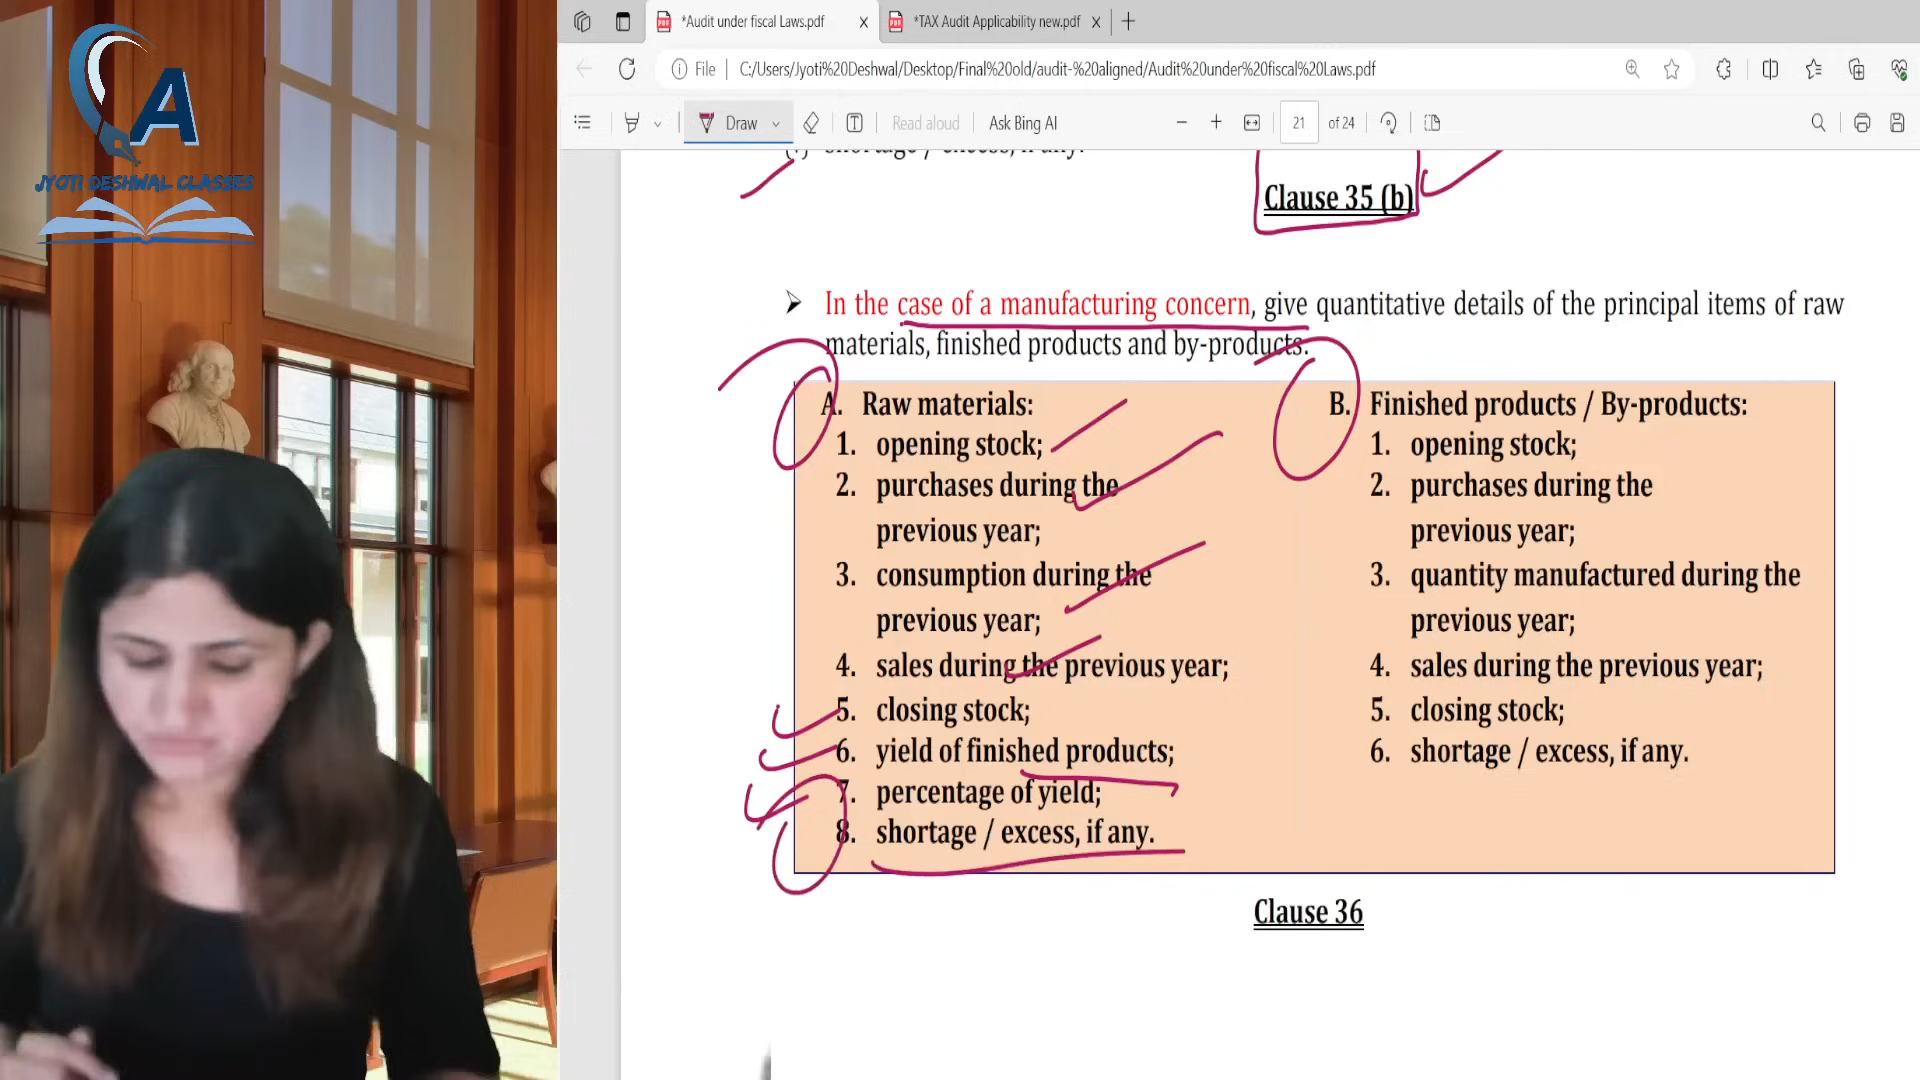 A
JYOTI DESHWAL CLASSES
*Audit under fiscal Laws.pdf
*TAX Audit Applicability new.pdf
File
C:/Users/Jyoti%20Deshwal/Desktop/Final%20old/audit-%20aligned/Audit%20under%20fiscal%20Laws.pdf
Draw
Read aloud
Ask Bing AI
21 of 24
shortage / excess, if any.
Clause 35 (b)
In the case of a manufacturing concern, give quantitative details of the principal items of raw
materials, finished products and by-products.
A. Raw materials:
1. opening stock;
2. purchases during the
previous year;
3. consumption during the
previous year;
4. sales during the previous year;
5. closing stock;
6. yield of finished products;
7. percentage of yield;
8. shortage / excess, if any.
B. Finished products / By-products:
1. opening stock;
2. purchases during the
previous year;
3. quantity manufactured during the
previous year;
4. sales during the previous year;
5. closing stock;
6. shortage / excess, if any.
Clause 36